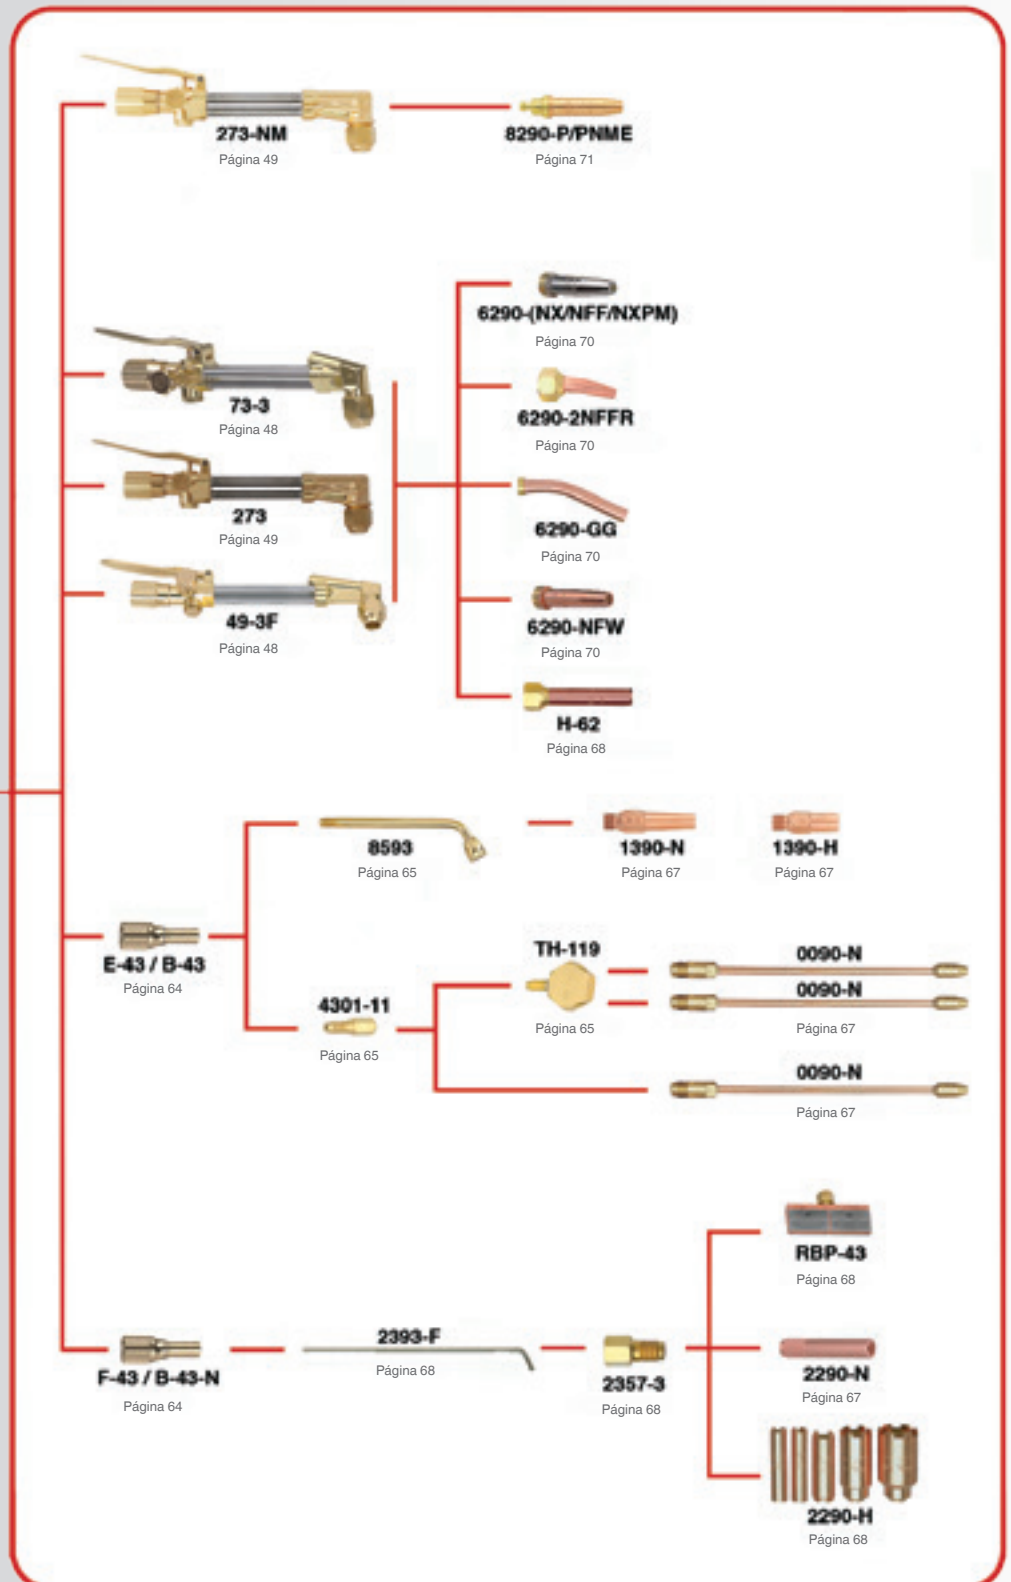 273-NM
Página 49
8290-P/PNME
Página 71
6290-(NX/NFF/NXPM)
Página 70
73-3
Página 48
6290-2NFFR
Página 70
273
Página 49
6290-GG
Página 70
49-3F
Página 48
6290-NFW
Página 70
H-62
Página 68
8593
Página 65
1390-N
Página 67
1390-H
Página 67
E-43 / B-43
Página 64
4301-11
Página 65
TH-119
Página 65
0090-N
0090-N
Página 67
0090-N
Página 67
RBP-43
Página 68
F-43 / B-43-N
Página 64
2393-F
Página 68
2357-3
Página 68
2290-N
Página 67
2290-H
Página 68